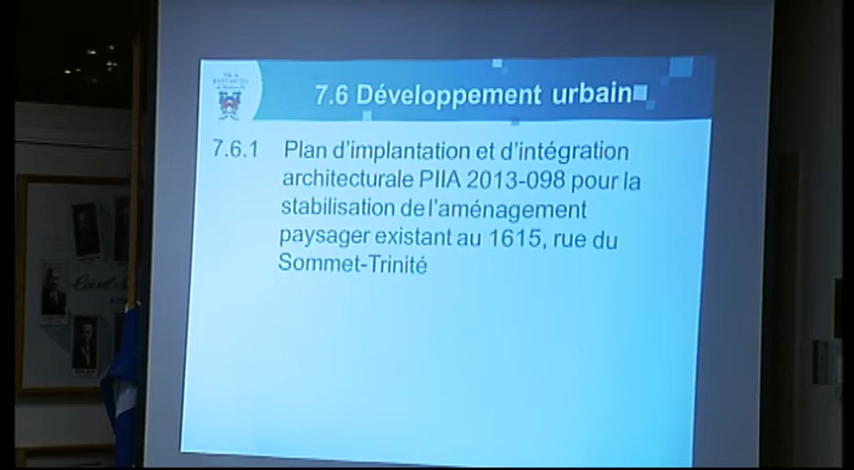 7.6 Développement urbain
7.6.1 Plan d'implantation et d'intégration
architecturale PIIA 2013-098 pour la
stabilisation de l'aménagement
paysager existant au 1615, rue du
Sommet-Trinité